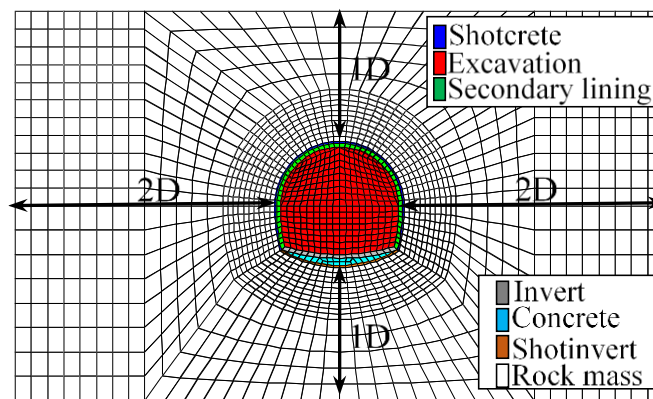 Shotcrete
Excavation
Secondary lining
1D
2D
2D
Invert
Concrete
Shotinvert
Rock mass
1D